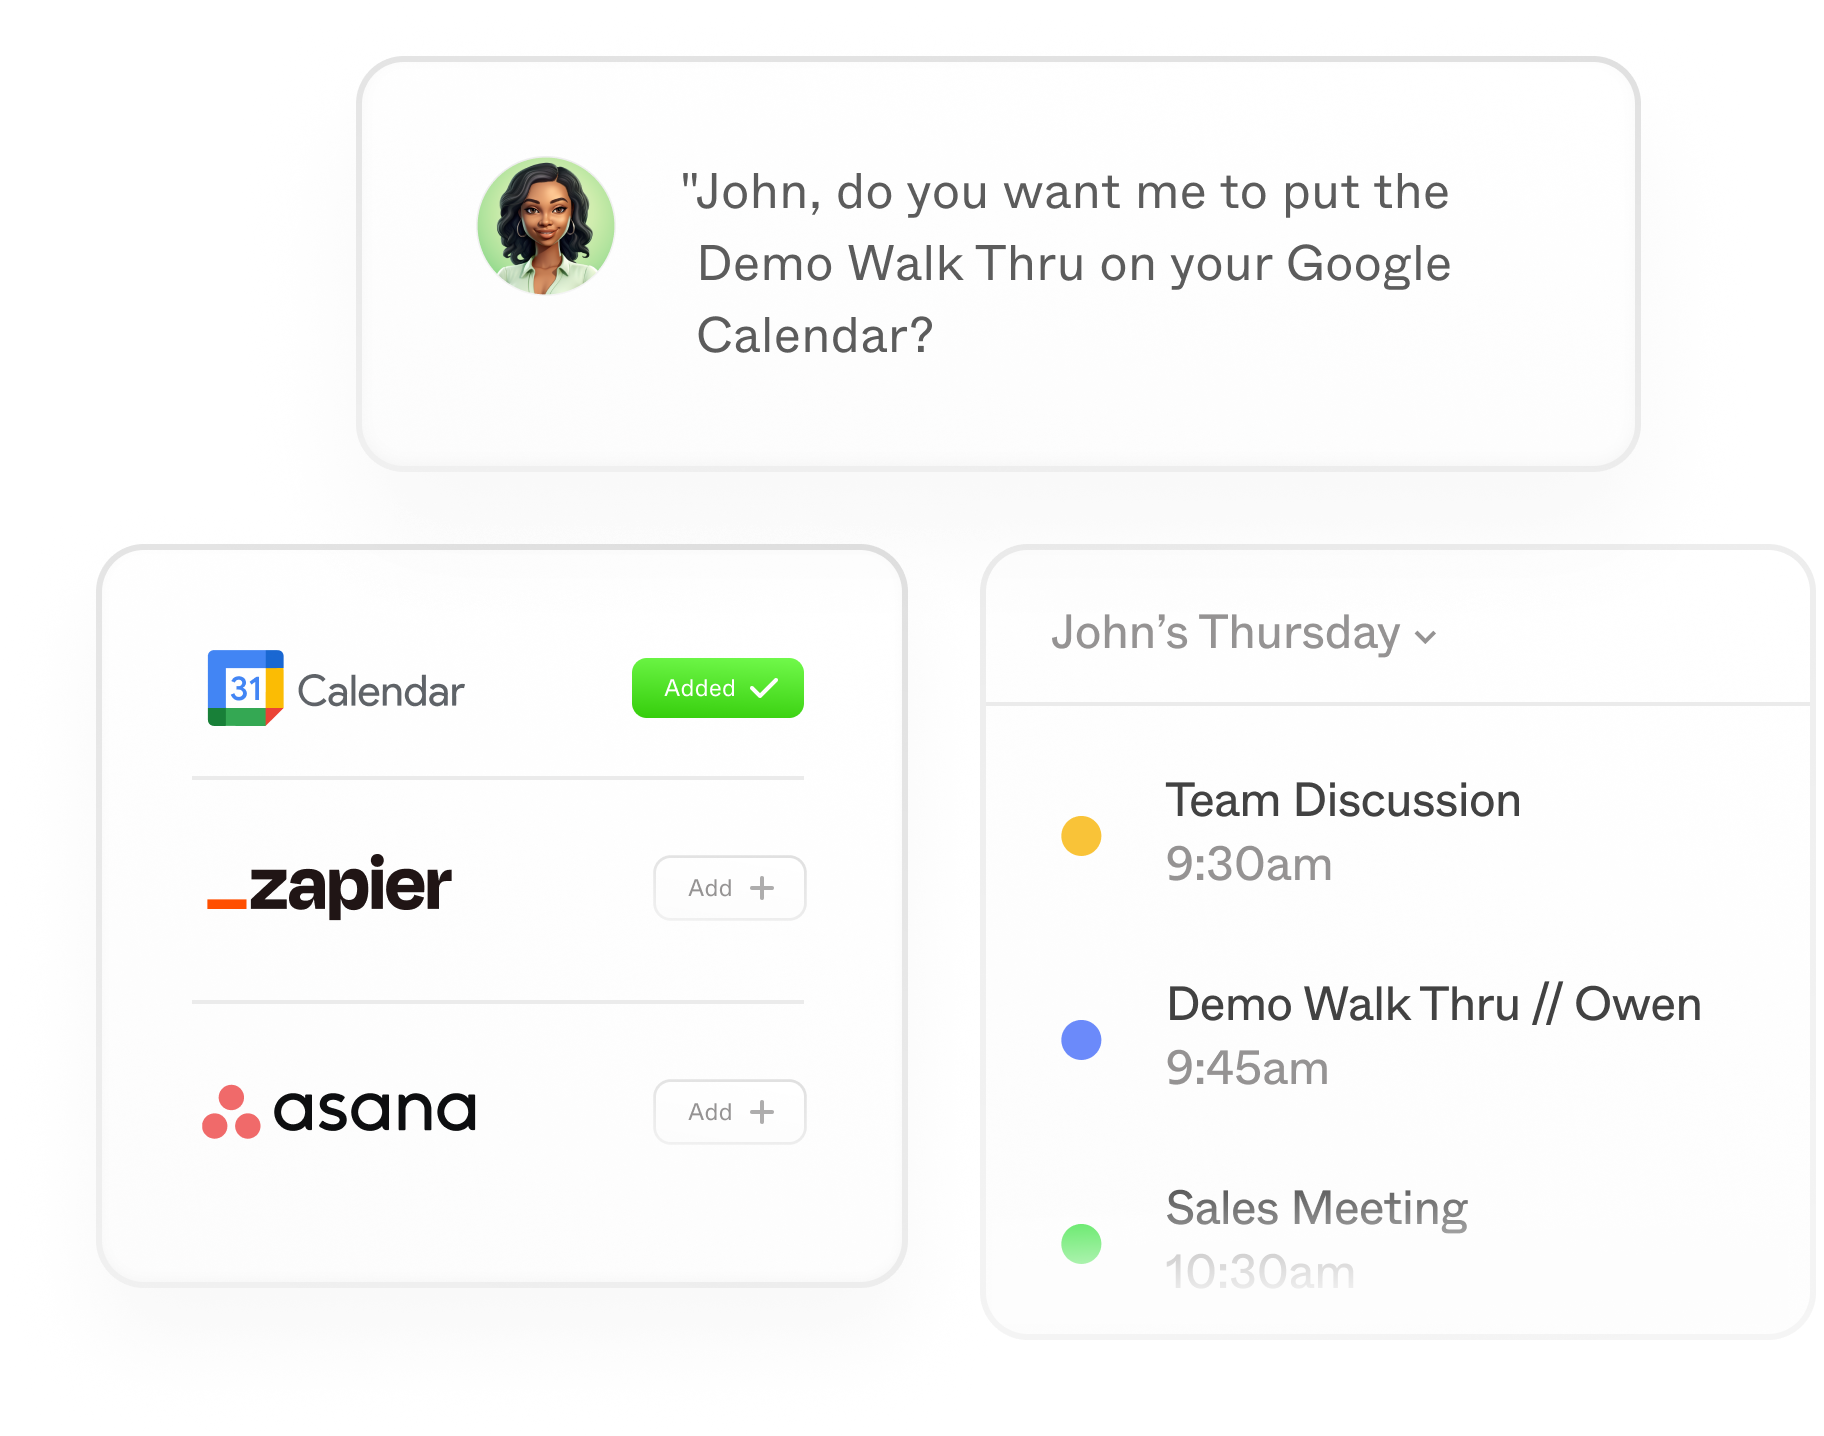 "John, do you want me to put the
Demo Walk Thru on your Google
Calendar?
31 Calendar
Added
zapier
Add +
asana
Add +
John’s Thursday
Team Discussion
9:30am
Demo Walk Thru // Owen
9:45am
Sales Meeting
10:30am